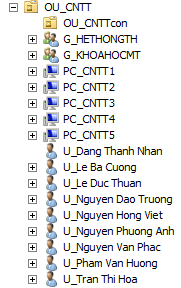 OU_CNTT
OU_CNTTcon
G_HETHONGTH
G_KHOAHOCMT
PC_CNTT1
PC_CNTT2
PC_CNTT3
PC_CNTT4
PC_CNTT5
U_Dang Thanh Nhan
U_Le Ba Cuong
U_Le Duc Thuan
U_Nguyen Dao Truong
U_Nguyen Hong Viet
U_Nguyen Phuong Anh
U_Nguyen Van Phac
U_Pham Van Huong
U_Tran Thi Hoa